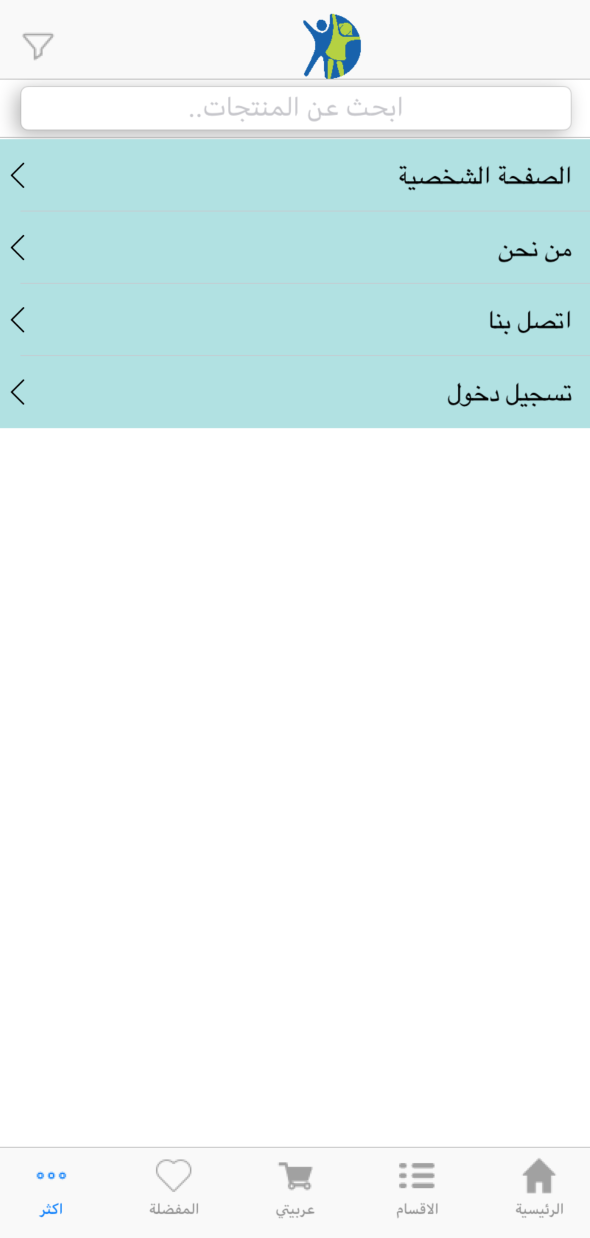 ابحث عن المنتجات..
الصفحة الشخصية
من نحن
اتصل بنا
تسجيل دخول
الرئيسية
الاقسام
عربيتي
المفضلة
اكثر